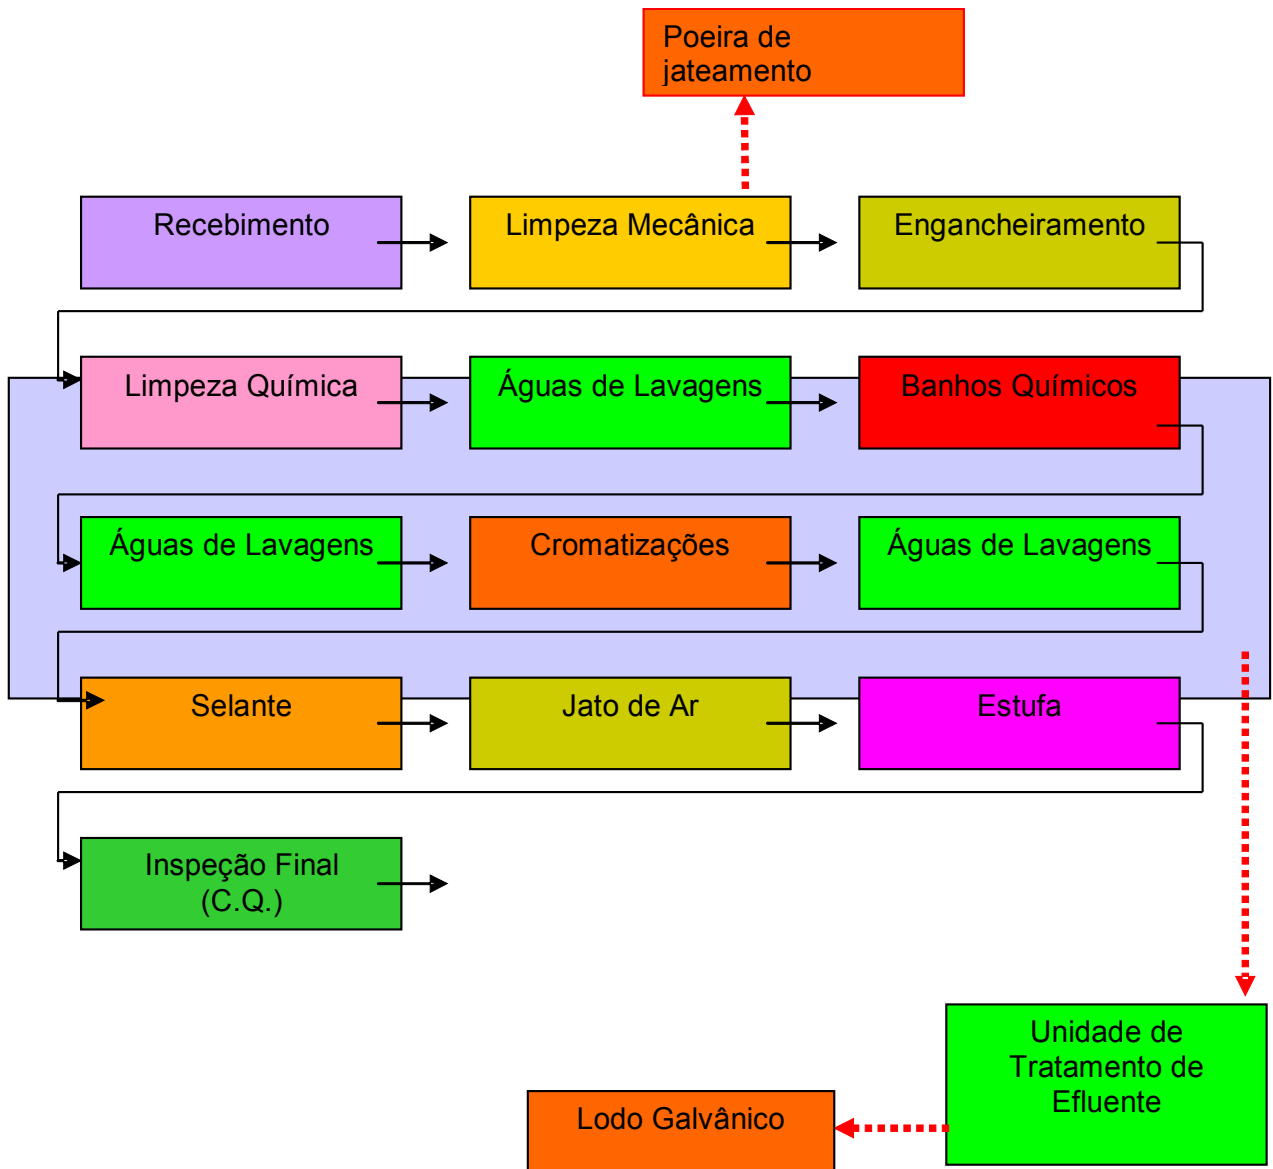 Poeira de
jateamento
Recebimento
Limpeza Mecânica
Engancheiramento
Limpeza Química
Águas de Lavagens
Banhos Químicos
Águas de Lavagens
Cromatizações
Águas de Lavagens
Selante
Jato de Ar
Estufa
Inspeção Final
(C.Q.)
Unidade de
Tratamento de
Efluente
Lodo Galvânico